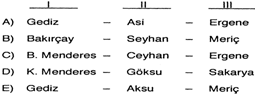 I II III
A) Gediz – Asi – Ergene
B) Bakırçay – Seyhan – Meriç
C) B. Menderes – Ceyhan – Ergene
D) K. Menderes – Göksu – Sakarya
E) Gediz – Aksu – Meriç